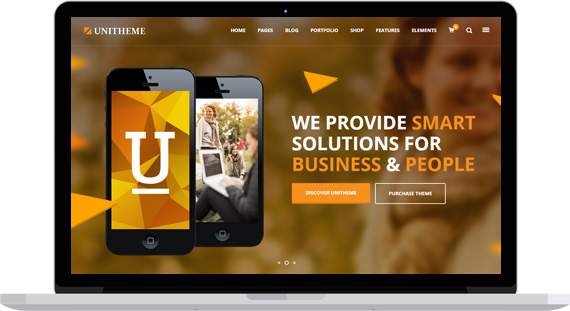 UNITHEME
HOME PAGES BLOG PORTFOLIO SHOP FEATURES ELEMENTS
U
WE PROVIDE SMART
SOLUTIONS FOR
BUSINESS & PEOPLE
DISCOVER UNITHEME
PURCHASE THEME